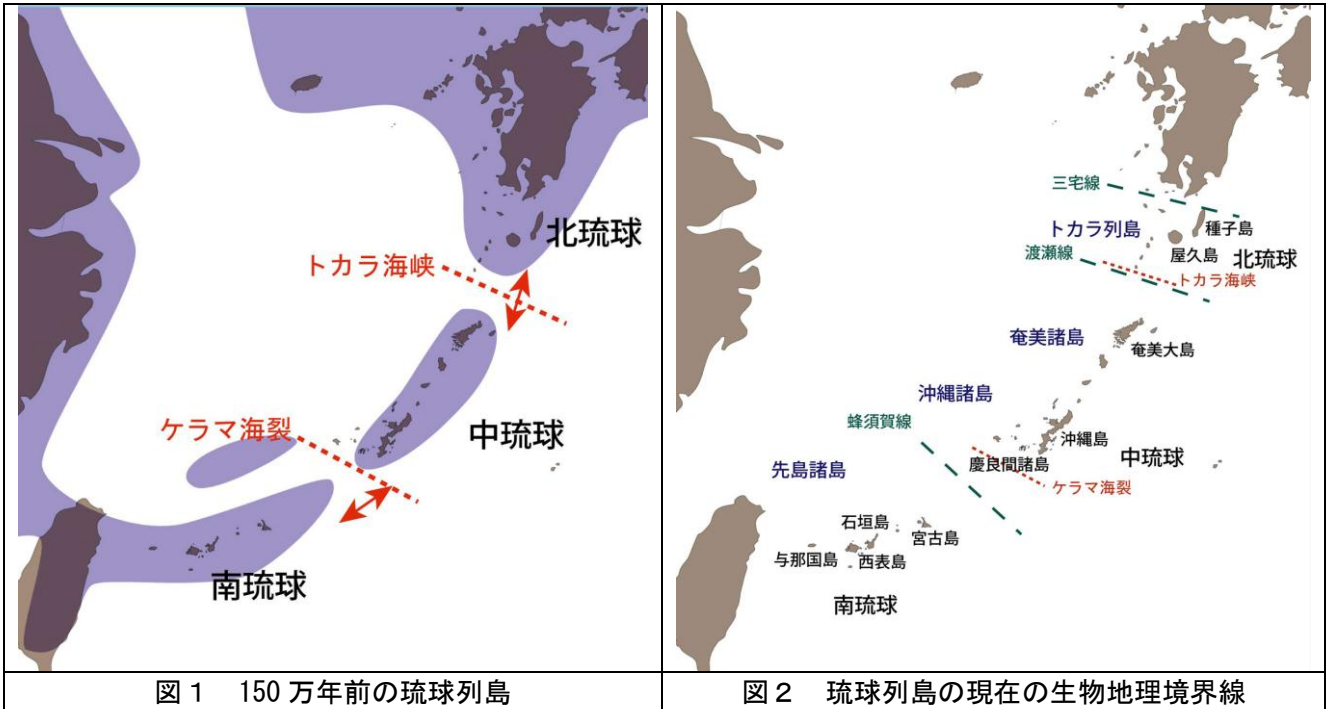 北琉球
トカラ海峡
中琉球
ケラマ海裂
南琉球
図１ 150万年前の琉球列島
三宅線
トカラ列島
種子島
渡瀬線
屋久島
北琉球
トカラ海峡
奄美諸島
奄美大島
沖縄諸島
蜂須賀線
沖縄島
慶良間諸島
中琉球
先島諸島
ケラマ海裂
石垣島
宮古島
与那国島
西表島
南琉球
図２ 琉球列島の現在の生物地理境界線